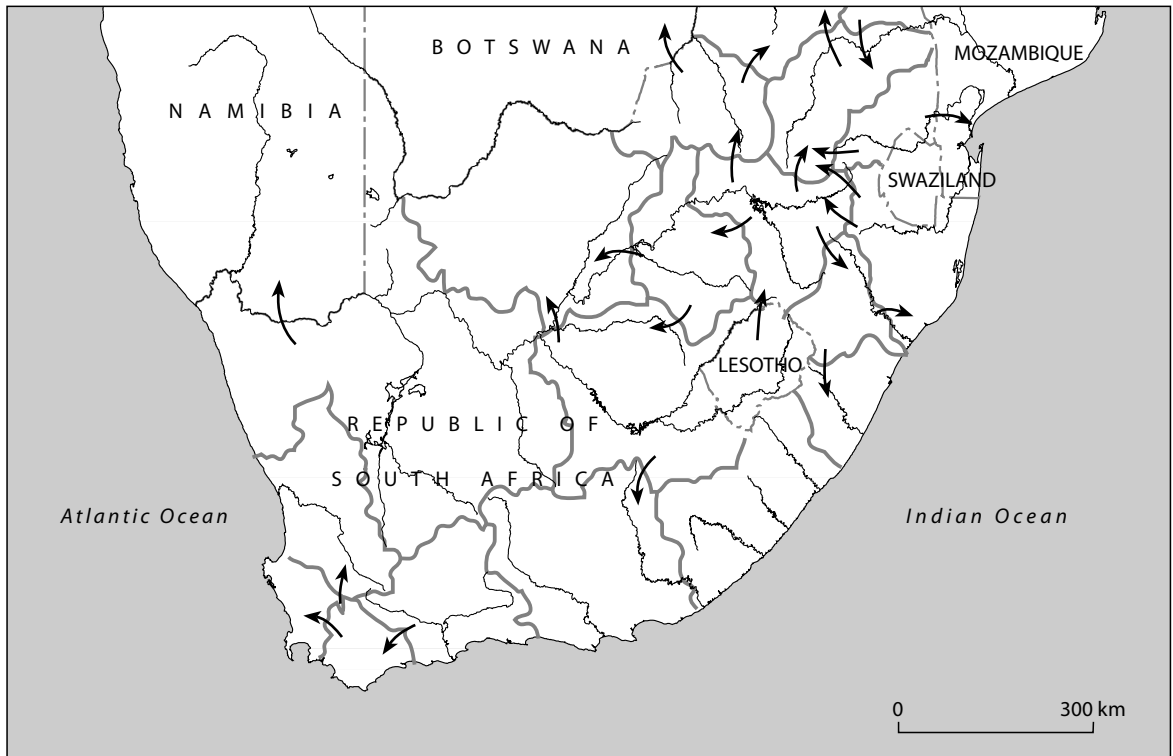 BOTSWANA
MOZAMBIQUE
NAMIBIA
SWAZILAND
LESOTHO
REPUBLIC OF
SOUTH AFRICA
Atlantic Ocean
Indian Ocean
0 300 km